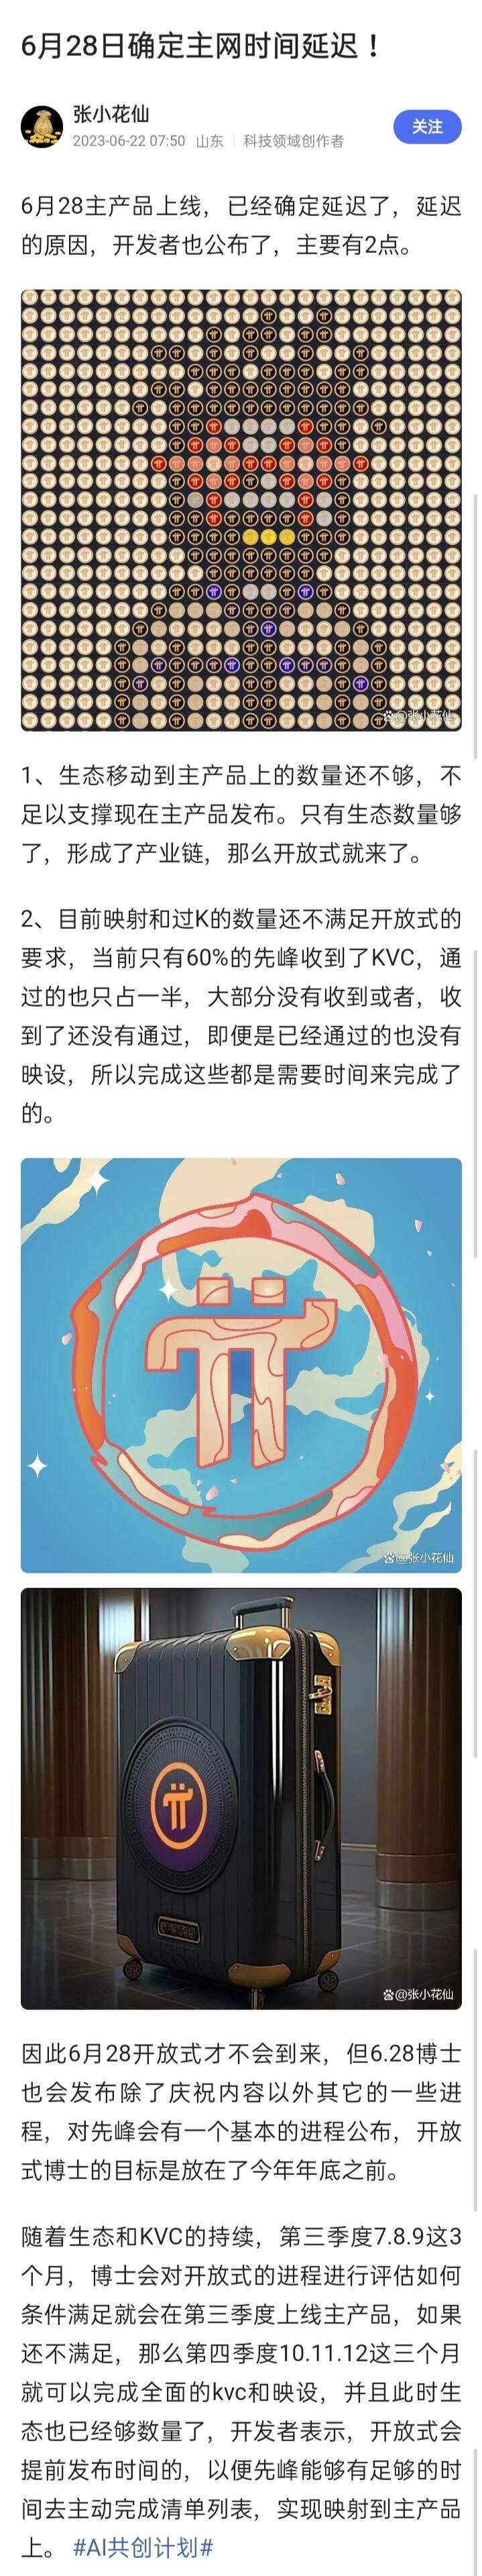 6月28日确定主网时间延迟！
张小花仙
2023-06-22 07:50 山东 科技领域创作者
关注
6月28主产品上线，已经确定延迟了，延迟
的原因，开发者也公布了，主要有2点。
@张小花仙
1、生态移动到主产品上的数量还不够，不
足以支撑现在主产品发布。只有生态数量够
了，形成了产业链，那么开放式就来了。
2、目前映射和过K的数量还不满足开放式的
要求，当前只有60%的先峰收到了KVC，通
过的也只占一半，大部分没有收到或者，收
到了还没有通过，即便是已经通过的也没有
映设，所以完成这些都是需要时间来完成了
的。
@张小花仙
@张小花仙
因此6月28开放式才不会到来，但6.28博士
也会发布除了庆祝内容以外其它的一些进
程，对先峰会有一个基本的进程公布，开放
式博士的目标是放在了今年年底之前。
随着生态和KVC的持续，第三季度7.8.9这3
个月，博士会对开放式的进程进行评估如何
条件满足就会在第三季度上线主产品，如果
还不满足，那么第四季度10.11.12这三个月
就可以完成全面的kvc和映设，并且此时生
态也已经够数量了，开发者表示，开放式会
提前发布时间的，以便先峰能够有足够的时
间去主动完成清单列表，实现映射到主产品
上。 #AI共创计划#